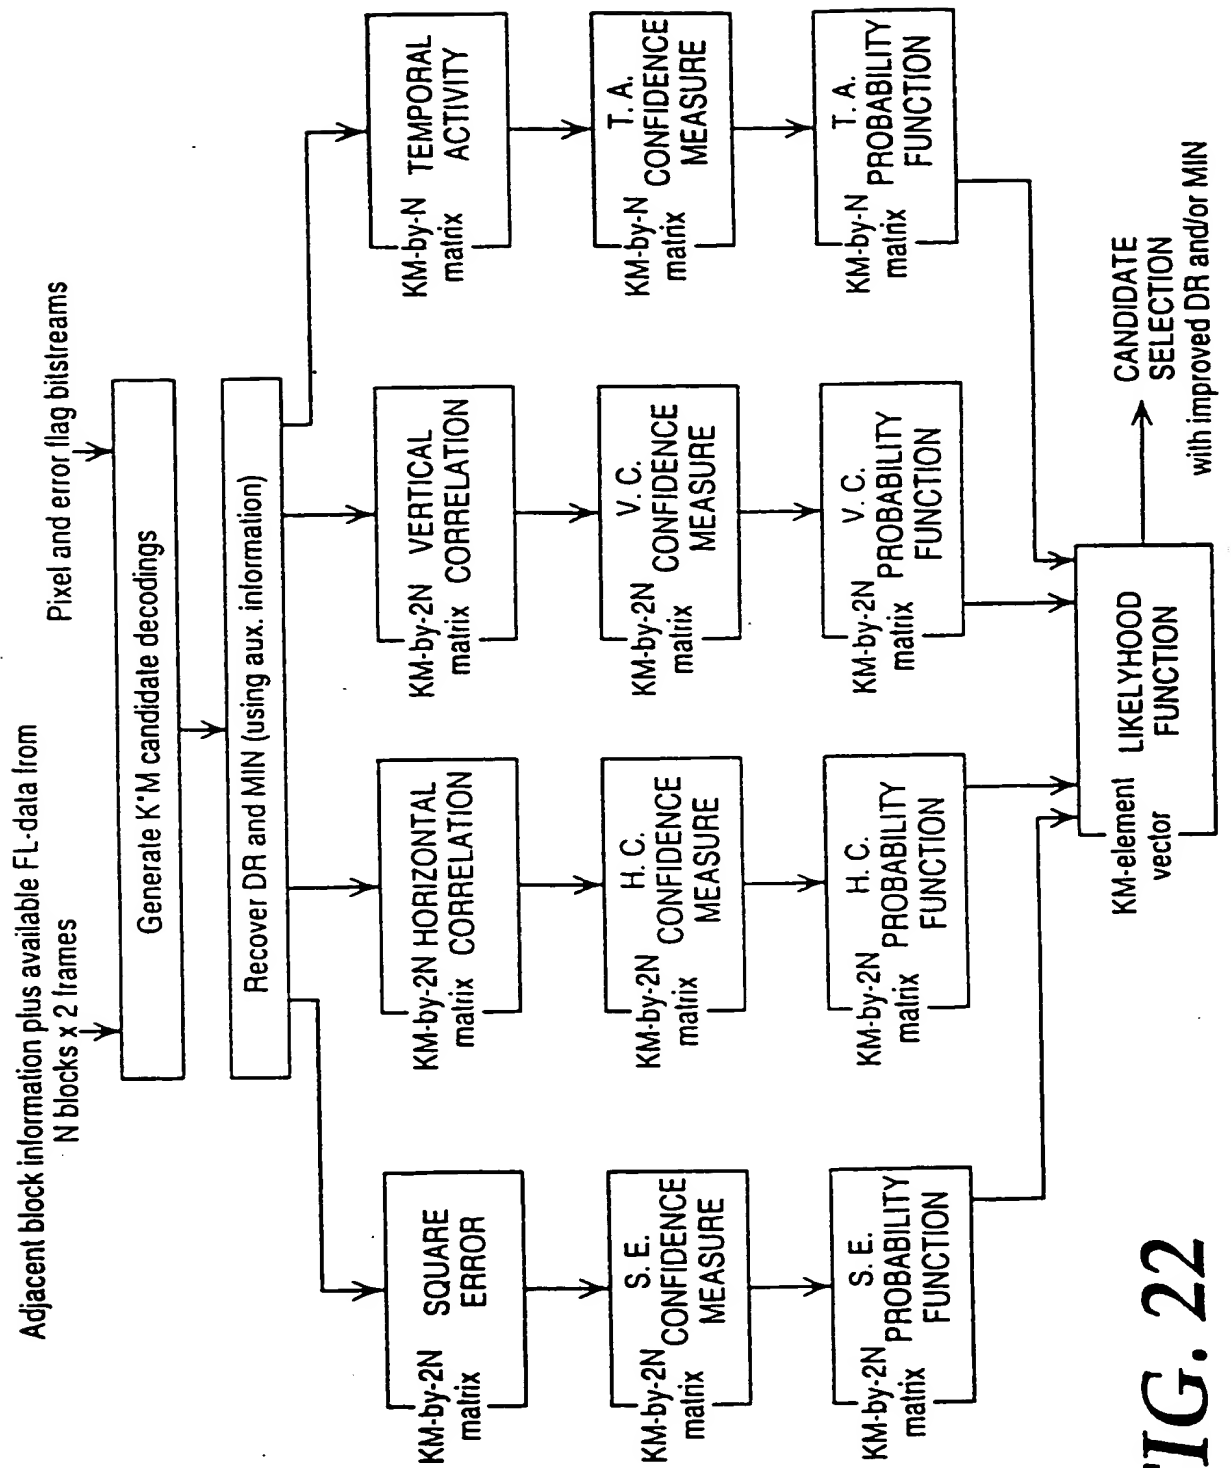 Adjacent block information plus available FL-data from
N blocks x 2 frames
Pixel and error flag bitstreams
Generate K*M candidate decodings
Recover DR and MIN (using aux. information)
KM-by-2N
matrix
SQUARE
ERROR
KM-by-2N
matrix
HORIZONTAL
CORRELATION
KM-by-2N
matrix
VERTICAL
CORRELATION
KM-by-N
matrix
TEMPORAL
ACTIVITY
KM-by-2N
matrix
S. E.
CONFIDENCE
MEASURE
KM-by-2N
matrix
H. C.
CONFIDENCE
MEASURE
KM-by-2N
matrix
V. C.
CONFIDENCE
MEASURE
KM-by-N
matrix
T. A.
CONFIDENCE
MEASURE
KM-by-2N
matrix
S. E.
PROBABILITY
FUNCTION
KM-by-2N
matrix
H. C.
PROBABILITY
FUNCTION
KM-by-2N
matrix
V. C.
PROBABILITY
FUNCTION
KM-by-N
matrix
T. A.
PROBABILITY
FUNCTION
KM-element
vector
LIKELYHOOD
FUNCTION
CANDIDATE
SELECTION
with improved DR and/or MIN
FIG. 22